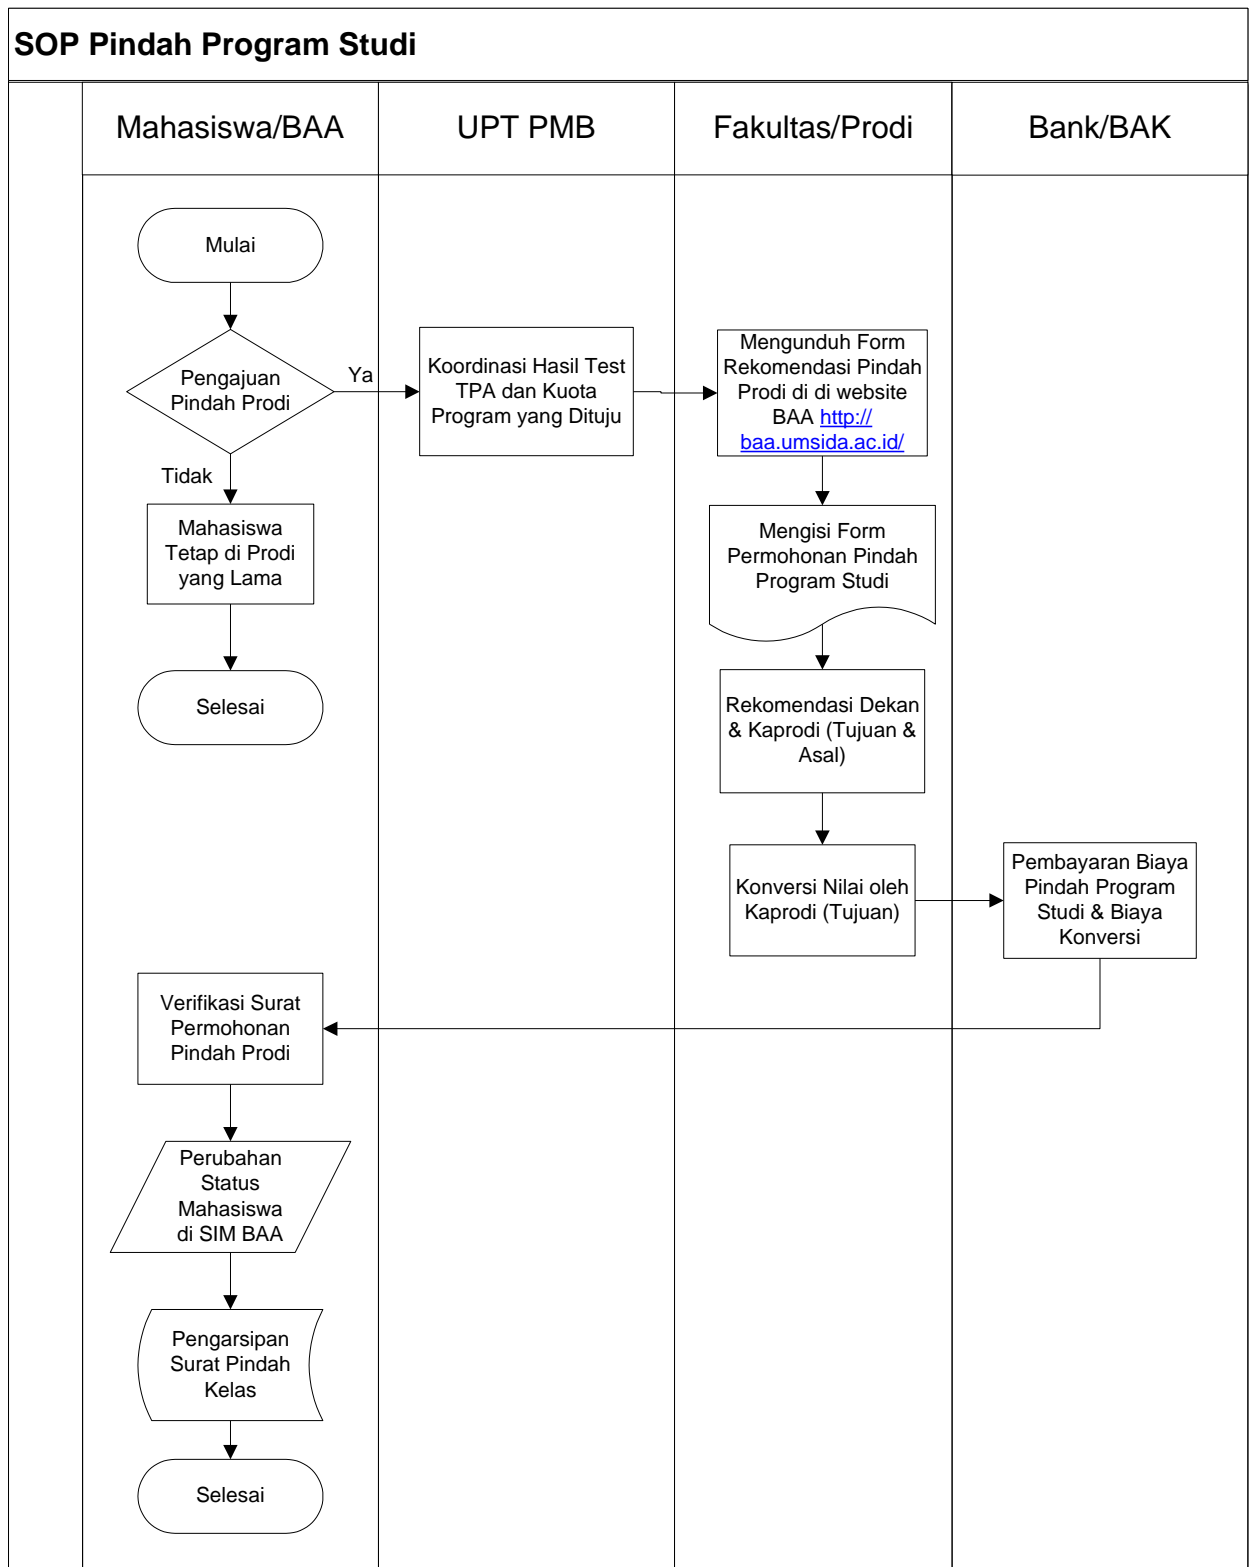 SOP Pindah Program Studi
Mahasiswa/BAA
UPT PMB
Fakultas/Prodi
Bank/BAK
Mulai
Pengajuan
Pindah Prodi
Ya
Tidak
Koordinasi Hasil Test
TPA dan Kuota
Program yang Dituju
Mengunduh Form
Rekomendasi Pindah
Prodi di di website
BAA http://
baa.umsida.ac.id/
Mahasiswa
Tetap di Prodi
yang Lama
Mengisi Form
Permohonan Pindah
Program Studi
Selesai
Rekomendasi Dekan
& Kaprodi (Tujuan &
Asal)
Konversi Nilai oleh
Kaprodi (Tujuan)
Pembayaran Biaya
Pindah Program
Studi & Biaya
Konversi
Verifikasi Surat
Permohonan
Pindah Prodi
Perubahan
Status
Mahasiswa
di SIM BAA
Pengarsipan
Surat Pindah
Kelas
Selesai